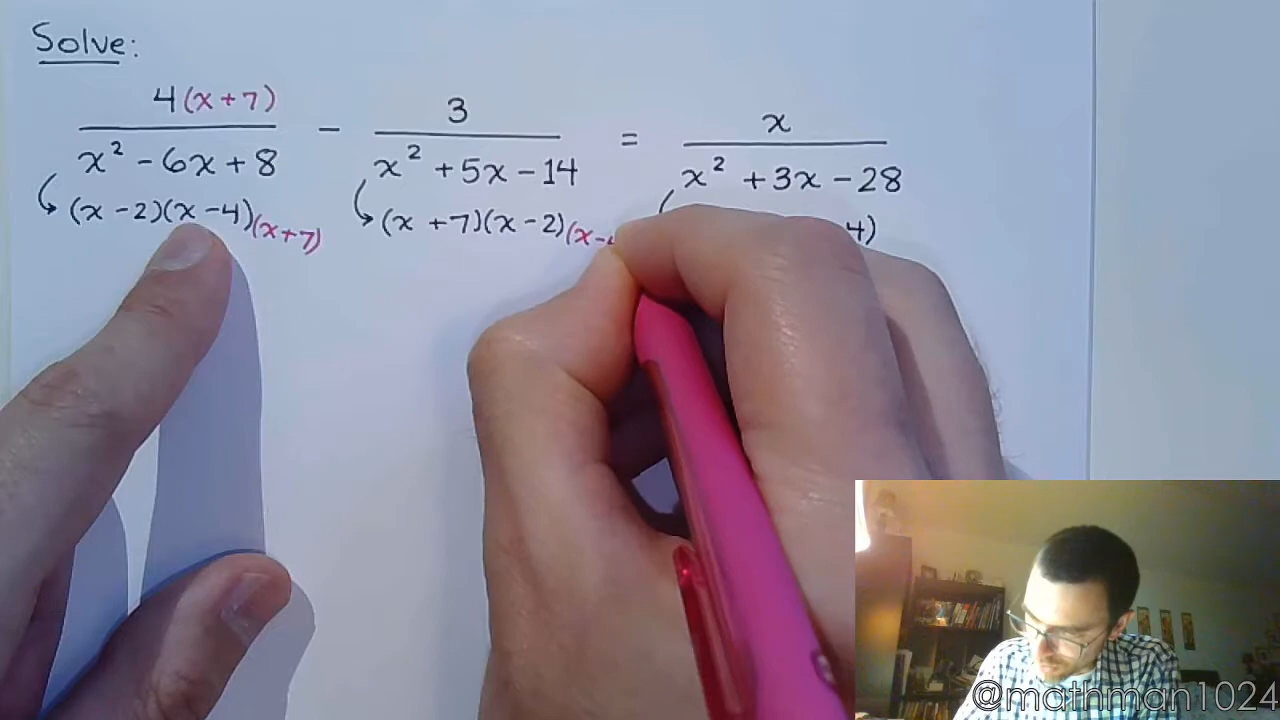 Solve:
4(x+7)
x² - 6x + 8
(x - 2)(x - 4)(x+7)
-
3
x² + 5x - 14
(x + 7)(x - 2)(x-
=
x
x² + 3x - 28
4)
@mathman1024